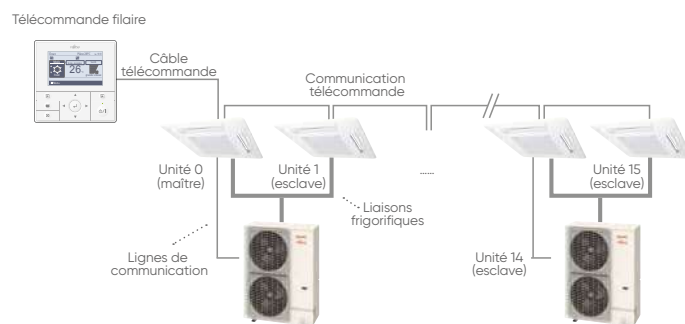 Télécommande filaire
Câble
télécommande
Communication
télécommande
26
Unité 0
(maître)
Unité 1
(esclave)
......
Unité 15
(esclave)
Liaisons
frigorifiques
Lignes de
communication
Unité 14
(esclave)